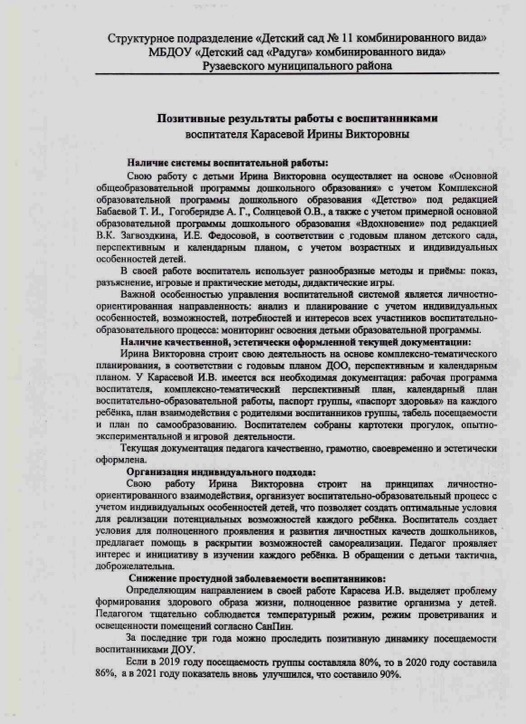 Структурное подразделение «Детский сад № 11 комбинированного вида»
МБДОУ «Детский сад «Радуга» комбинированного вида»
Рузаевского муниципального района
Позитивные результаты работы с воспитанниками
воспитателя Карасевой Ирины Викторовны
Наличие системы воспитательной работы:
Свою работу с детьми Ирина Викторовна осуществляет на основе «Основной
общеобразовательной программы дошкольного образования» с учетом Комплексной
образовательной программы дошкольного образования «Детство» под редакцией
Бабаевой Т. И., Гогоберидзе А. Г., Солнцевой О.В., а также с учетом примерной основной
образовательной программы дошкольного образования «Вдохновение» под редакцией
В.К. Загвоздкина, И.Е. Федосовой, в соответствии с годовым планом детского сада,
перспективным и календарным планом, с учетом возрастных и индивидуальных
особенностей детей.
В своей работе воспитатель использует разнообразные методы и приёмы: показ,
разъяснение, игровые и практические методы, дидактические игры.
Важной особенностью управления воспитательной системой является личностно-
ориентированная направленность: анализ и планирование с учетом индивидуальных
особенностей, возможностей, потребностей и интересов всех участников воспитательно-
образовательного процесса: мониторинг освоения детьми образовательной программы.
Наличие качественной, эстетически оформленной текущей документации:
Ирина Викторовна строит свою деятельность на основе комплексно-тематического
планирования, в соответствии с годовым планом ДОО, перспективным и календарным
планом. У Карасевой И.В. имеется вся необходимая документация: рабочая программа
воспитателя, комплексно-тематический перспективный план, календарный план
воспитательно-образовательной работы, паспорт группы, «паспорт здоровья» на каждого
ребёнка, план взаимодействия с родителями воспитанников группы, табель посещаемости
и план по самообразованию. Воспитателем собраны картотеки прогулок, опытно-
экспериментальной и игровой деятельности.
Текущая документация педагога качественно, грамотно, своевременно и эстетически
оформлена.
Организация индивидуального подхода:
Свою работу Ирина Викторовна строит на принципах личностно-
ориентированного взаимодействия, организует воспитательно-образовательный процесс с
учетом индивидуальных особенностей детей, что позволяет создать оптимальные условия
для реализации потенциальных возможностей каждого ребёнка. Воспитатель создает
условия для полноценного проявления и развития личностных качеств дошкольников,
предлагает помощь в раскрытии возможностей самореализации. Педагог проявляет
интерес и инициативу в изучении каждого ребёнка. В обращении с детьми тактична,
доброжелательна.
Снижение простудной заболеваемости воспитанников:
Определяющим направлением в своей работе Карасева И.В. выделяет проблему
формирования здорового образа жизни, полноценное развитие организма у детей.
Педагогом тщательно соблюдается температурный режим, режим проветривания и
освещенности помещений согласно СанПин.
За последние три года можно проследить позитивную динамику посещаемости
воспитанниками ДОУ.
Если в 2019 году посещаемость группы составляла 80%, то в 2020 году составила
86%, а в 2021 году показатель вновь улучшился, что составило 90%.